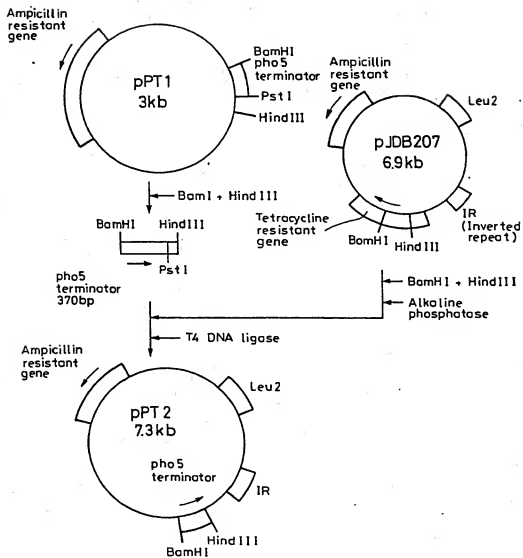 Ampicillin
resistant
gene
pPT1
3kb
BamHI
pho5
terminator
PstI
HindIII
Ampicillin
resistant
gene
Leu2
pJDB207
6.9kb
Tetracycline
resistant
gene
BamHI
HindIII
IR
(Inverted
repeat)
BamI + HindIII
BamHI HindIII
PstI
pho5
terminator
370bp
BamHI + HindIII
Alkaline
phosphatase
T4 DNA ligase
Ampicillin
resistant
gene
Leu2
pPT2
7.3kb
pho5
terminator
IR
HindIII
BamHI